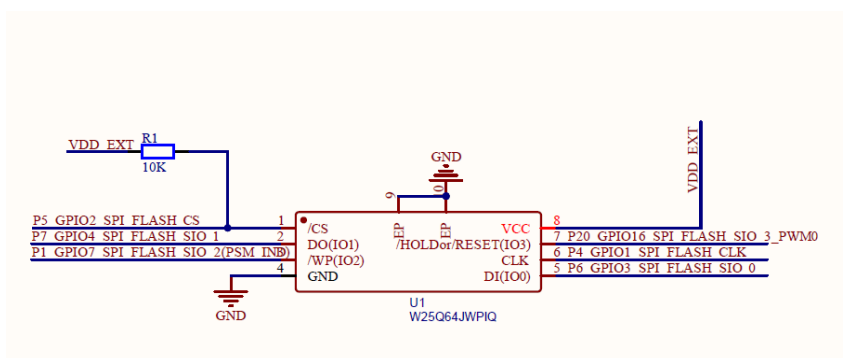 VDD_EXT
R1
10K
P5_GPIO2_SPI_FLASH_CS
P7_GPIO4_SPI_FLASH_SIO_1
P1_GPIO7_SPI_FLASH_SIO_2(PSM_IND)
GND
1
2
3
4
GND
9
0
EP
EP
/CS
DO(IO1)
/WP(IO2)
GND
VCC
/HOLDor/RESET(IO3)
CLK
DI(IO0)
U1
W25Q64JWPIQ
VDD_EXT
8
7 P20_GPIO16_SPI_FLASH_SIO_3_PWM0
6 P4_GPIO1_SPI_FLASH_CLK
5 P6_GPIO3_SPI_FLASH_SIO_0